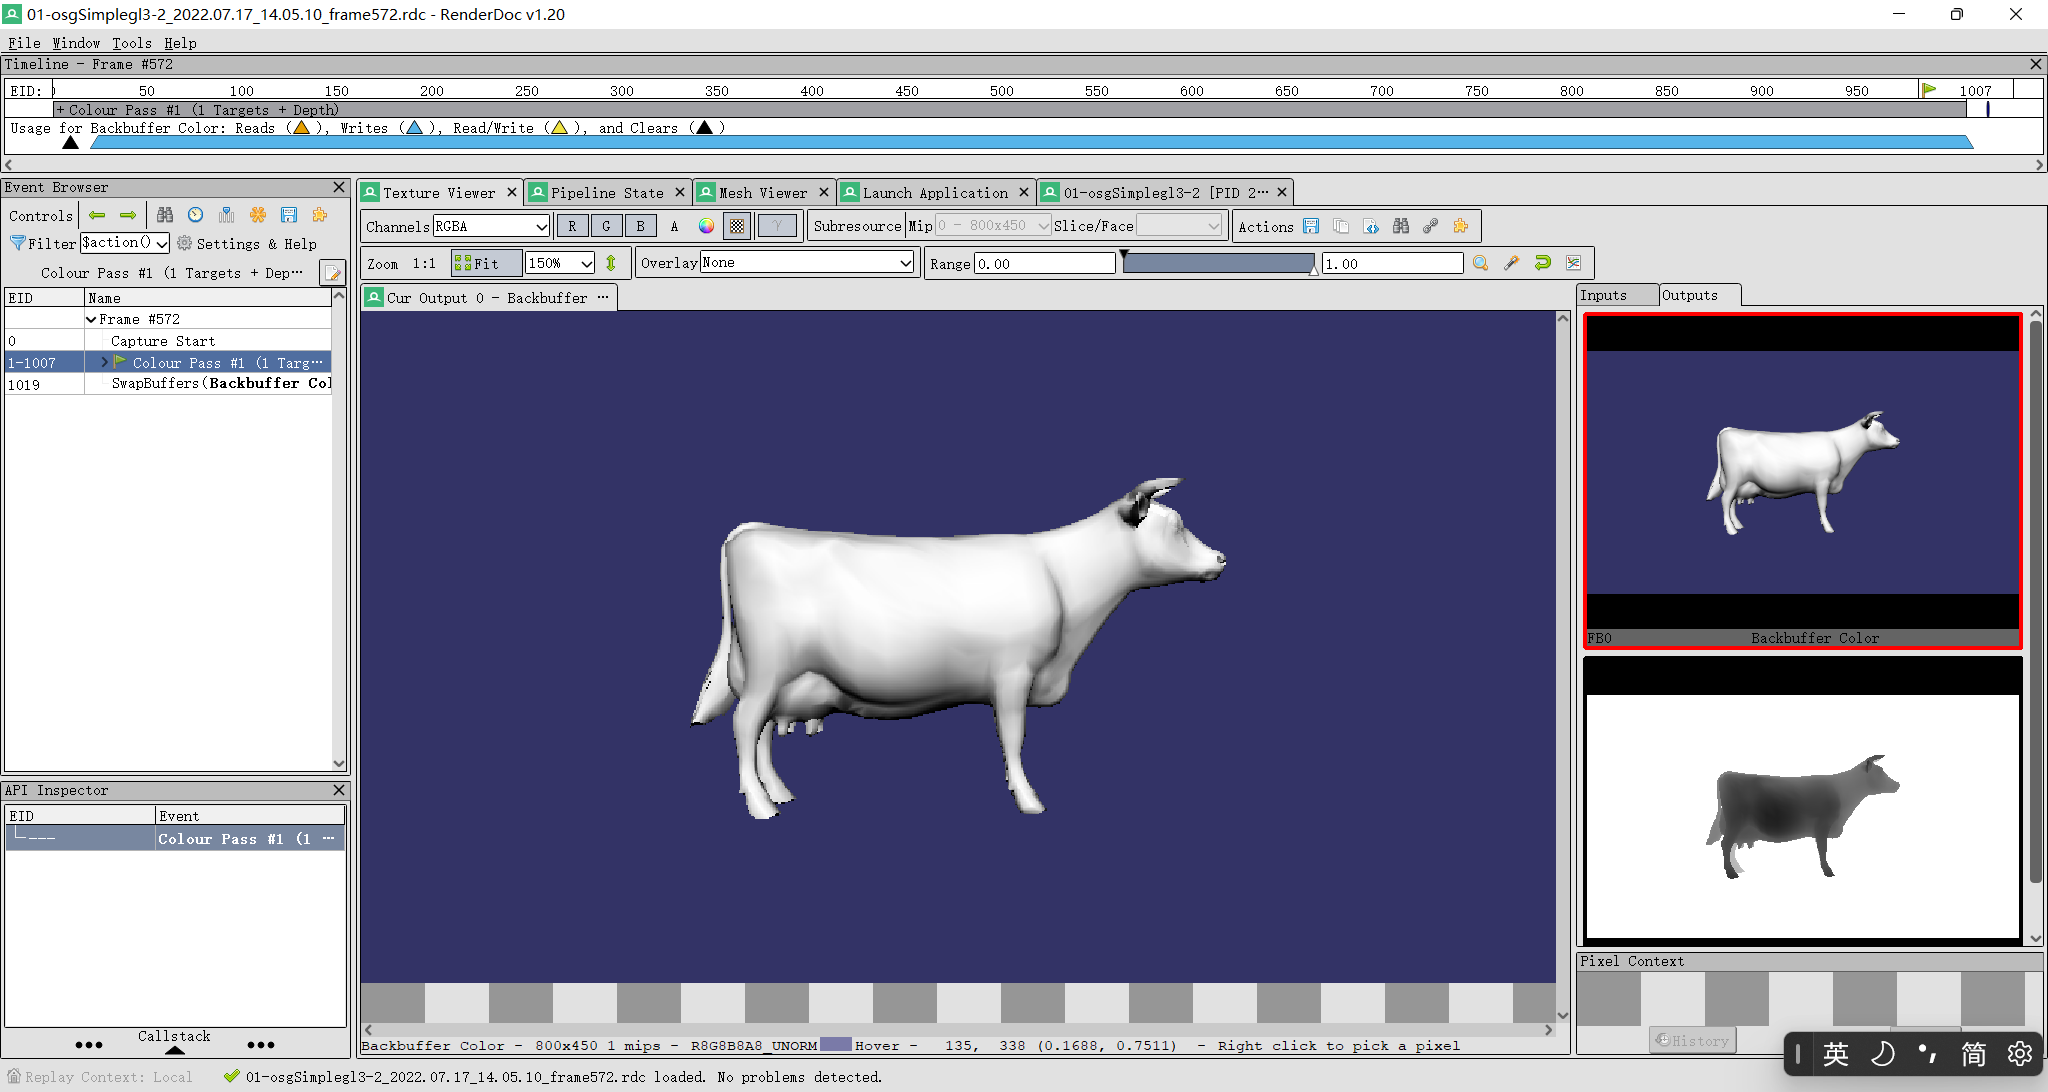 01-osgSimplegl3-2_2022.07.17_14.05.10_frame572.rdc - RenderDoc v1.20
File Window Tools Help
Timeline - Frame #572
EID: 50 100 150 200 250 300 350 400 450 500 550 600 650 700 750 800 850 900 950 1007
+ Colour Pass #1 (1 Targets + Depth)
Usage for Backbuffer Color: Reads ( ), Writes ( ), Read/Write ( ), and Clears ( )
Event Browser
Controls
Filter $action() Settings & Help
Colour Pass #1 (1 Targets + Dep···
EID Name
Frame #572
0 Capture Start
1-1007 Colour Pass #1 (1 Targ···
1019 SwapBuffers(Backbuffer Col
API Inspector
EID Event
Colour Pass #1 (1 ···
Callstack
Texture Viewer Pipeline State Mesh Viewer Launch Application 01-osgSimplegl3-2 [PID 2···
Channels RGBA R G B A γ Subresource Mip 0 - 800x450 Slice/Face Actions
Zoom 1:1 Fit 150% Overlay None Range 0.00 1.00
Cur Output 0 - Backbuffer ···
Backbuffer Color - 800x450 1 mips - R8G8B8A8_UNORM Hover - 135, 338 (0.1688, 0.7511) - Right click to pick a pixel
Inputs Outputs
FBO Backbuffer Color
Pixel Context
History
英 简
Replay Context: Local 01-osgSimplegl3-2_2022.07.17_14.05.10_frame572.rdc loaded. No problems detected.